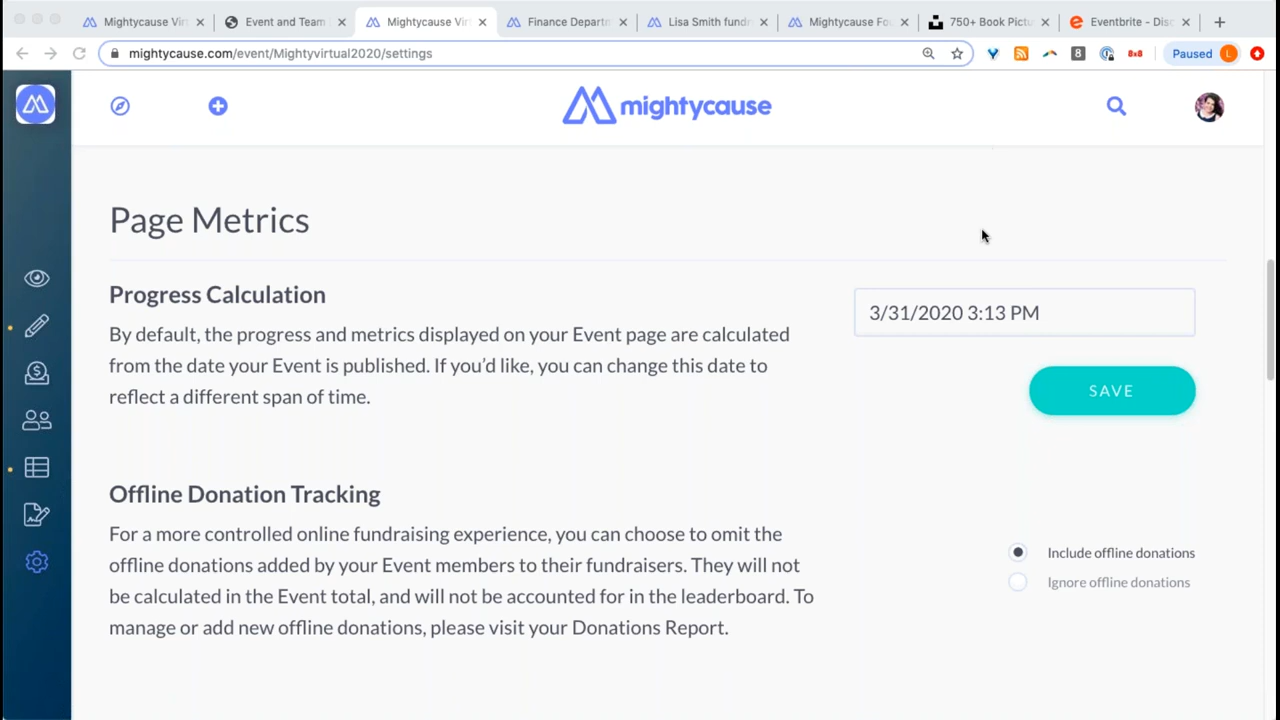 Mightycause Vir
Event and Team
Mightycause Vir
Finance Departm
Lisa Smith fund
Mightycause Fo
750+ Book Pictu
Eventbrite - Disc
mightycause.com/event/Mightyvirtual2020/settings
8
8x8
Paused
L
mightycause
Page Metrics
Progress Calculation
3/31/2020 3:13 PM
By default, the progress and metrics displayed on your Event page are calculated
from the date your Event is published. If you'd like, you can change this date to
reflect a different span of time.
SAVE
Offline Donation Tracking
For a more controlled online fundraising experience, you can choose to omit the
offline donations added by your Event members to their fundraisers. They will not
be calculated in the Event total, and will not be accounted for in the leaderboard. To
manage or add new offline donations, please visit your Donations Report.
Include offline donations
Ignore offline donations